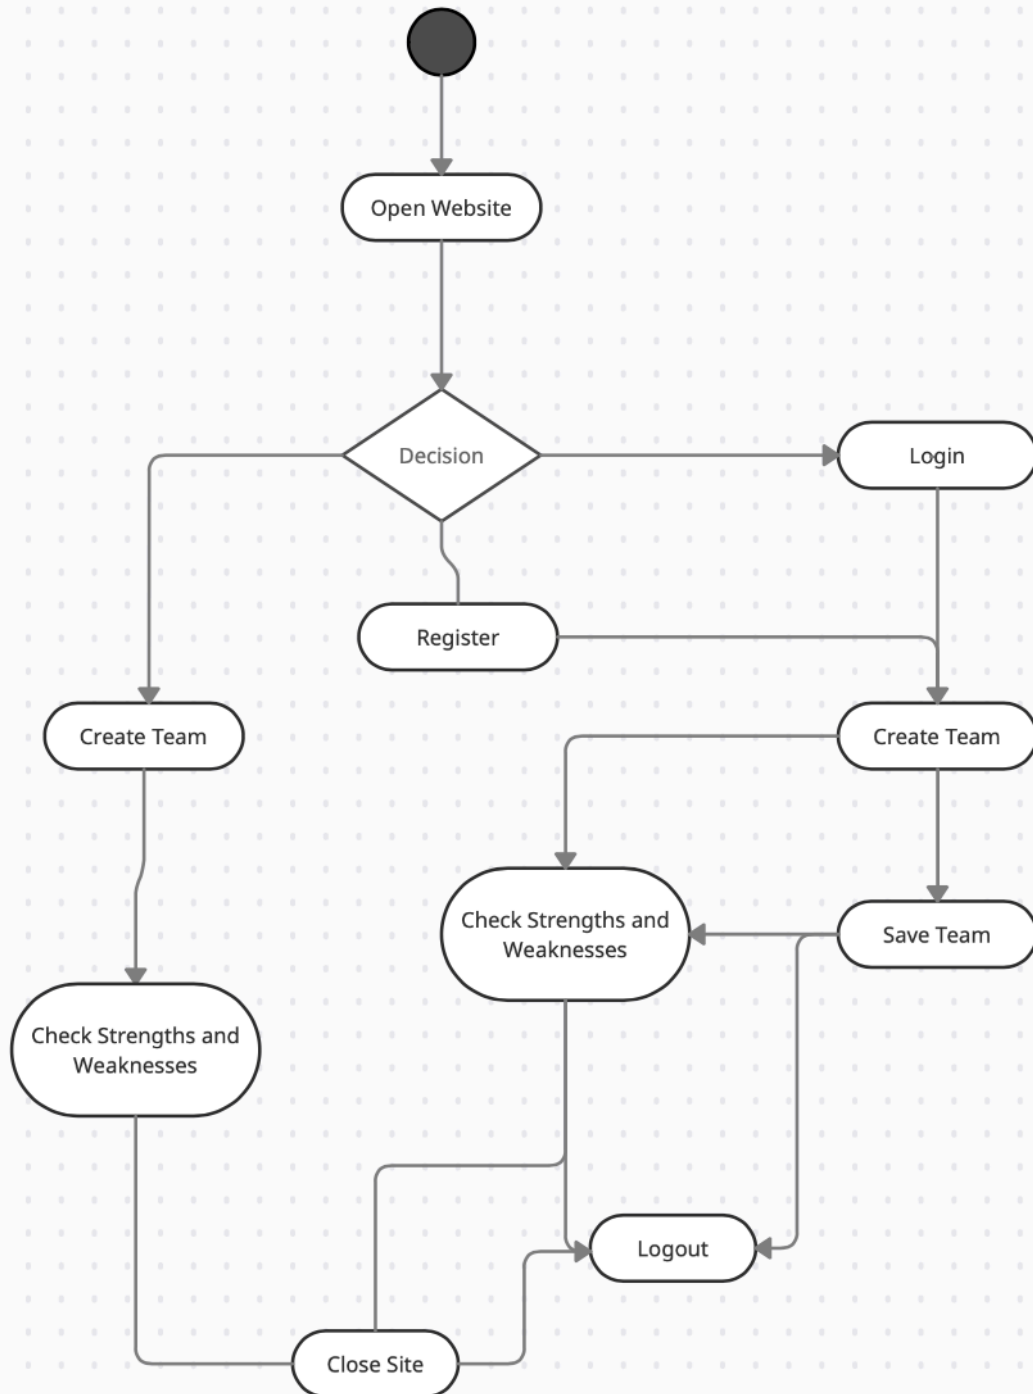 Open Website
Decision
Login
Register
Create Team
Create Team
Check Strengths and
Weaknesses
Save Team
Check Strengths and
Weaknesses
Logout
Close Site